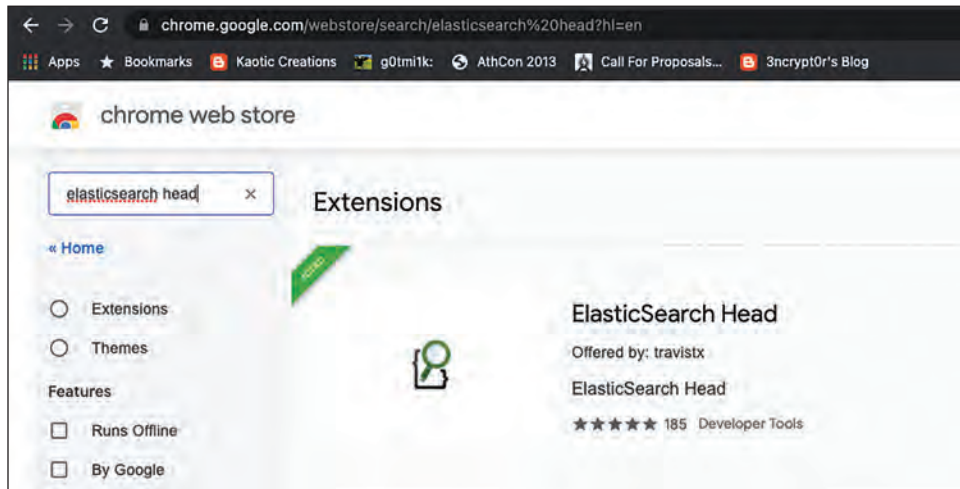 chrome.google.com/webstore/search/elasticsearch%20head?hl=en
Apps Bookmarks Kaotic Creations g0tmi1k: AthCon 2013 Call For Proposals... 3ncrypt0r's Blog
chrome web store
elasticsearch head
Extensions
« Home
ADDED
Extensions
Themes
Features
Runs Offline
By Google
ElasticSearch Head
Offered by: travistx
ElasticSearch Head
185 Developer Tools